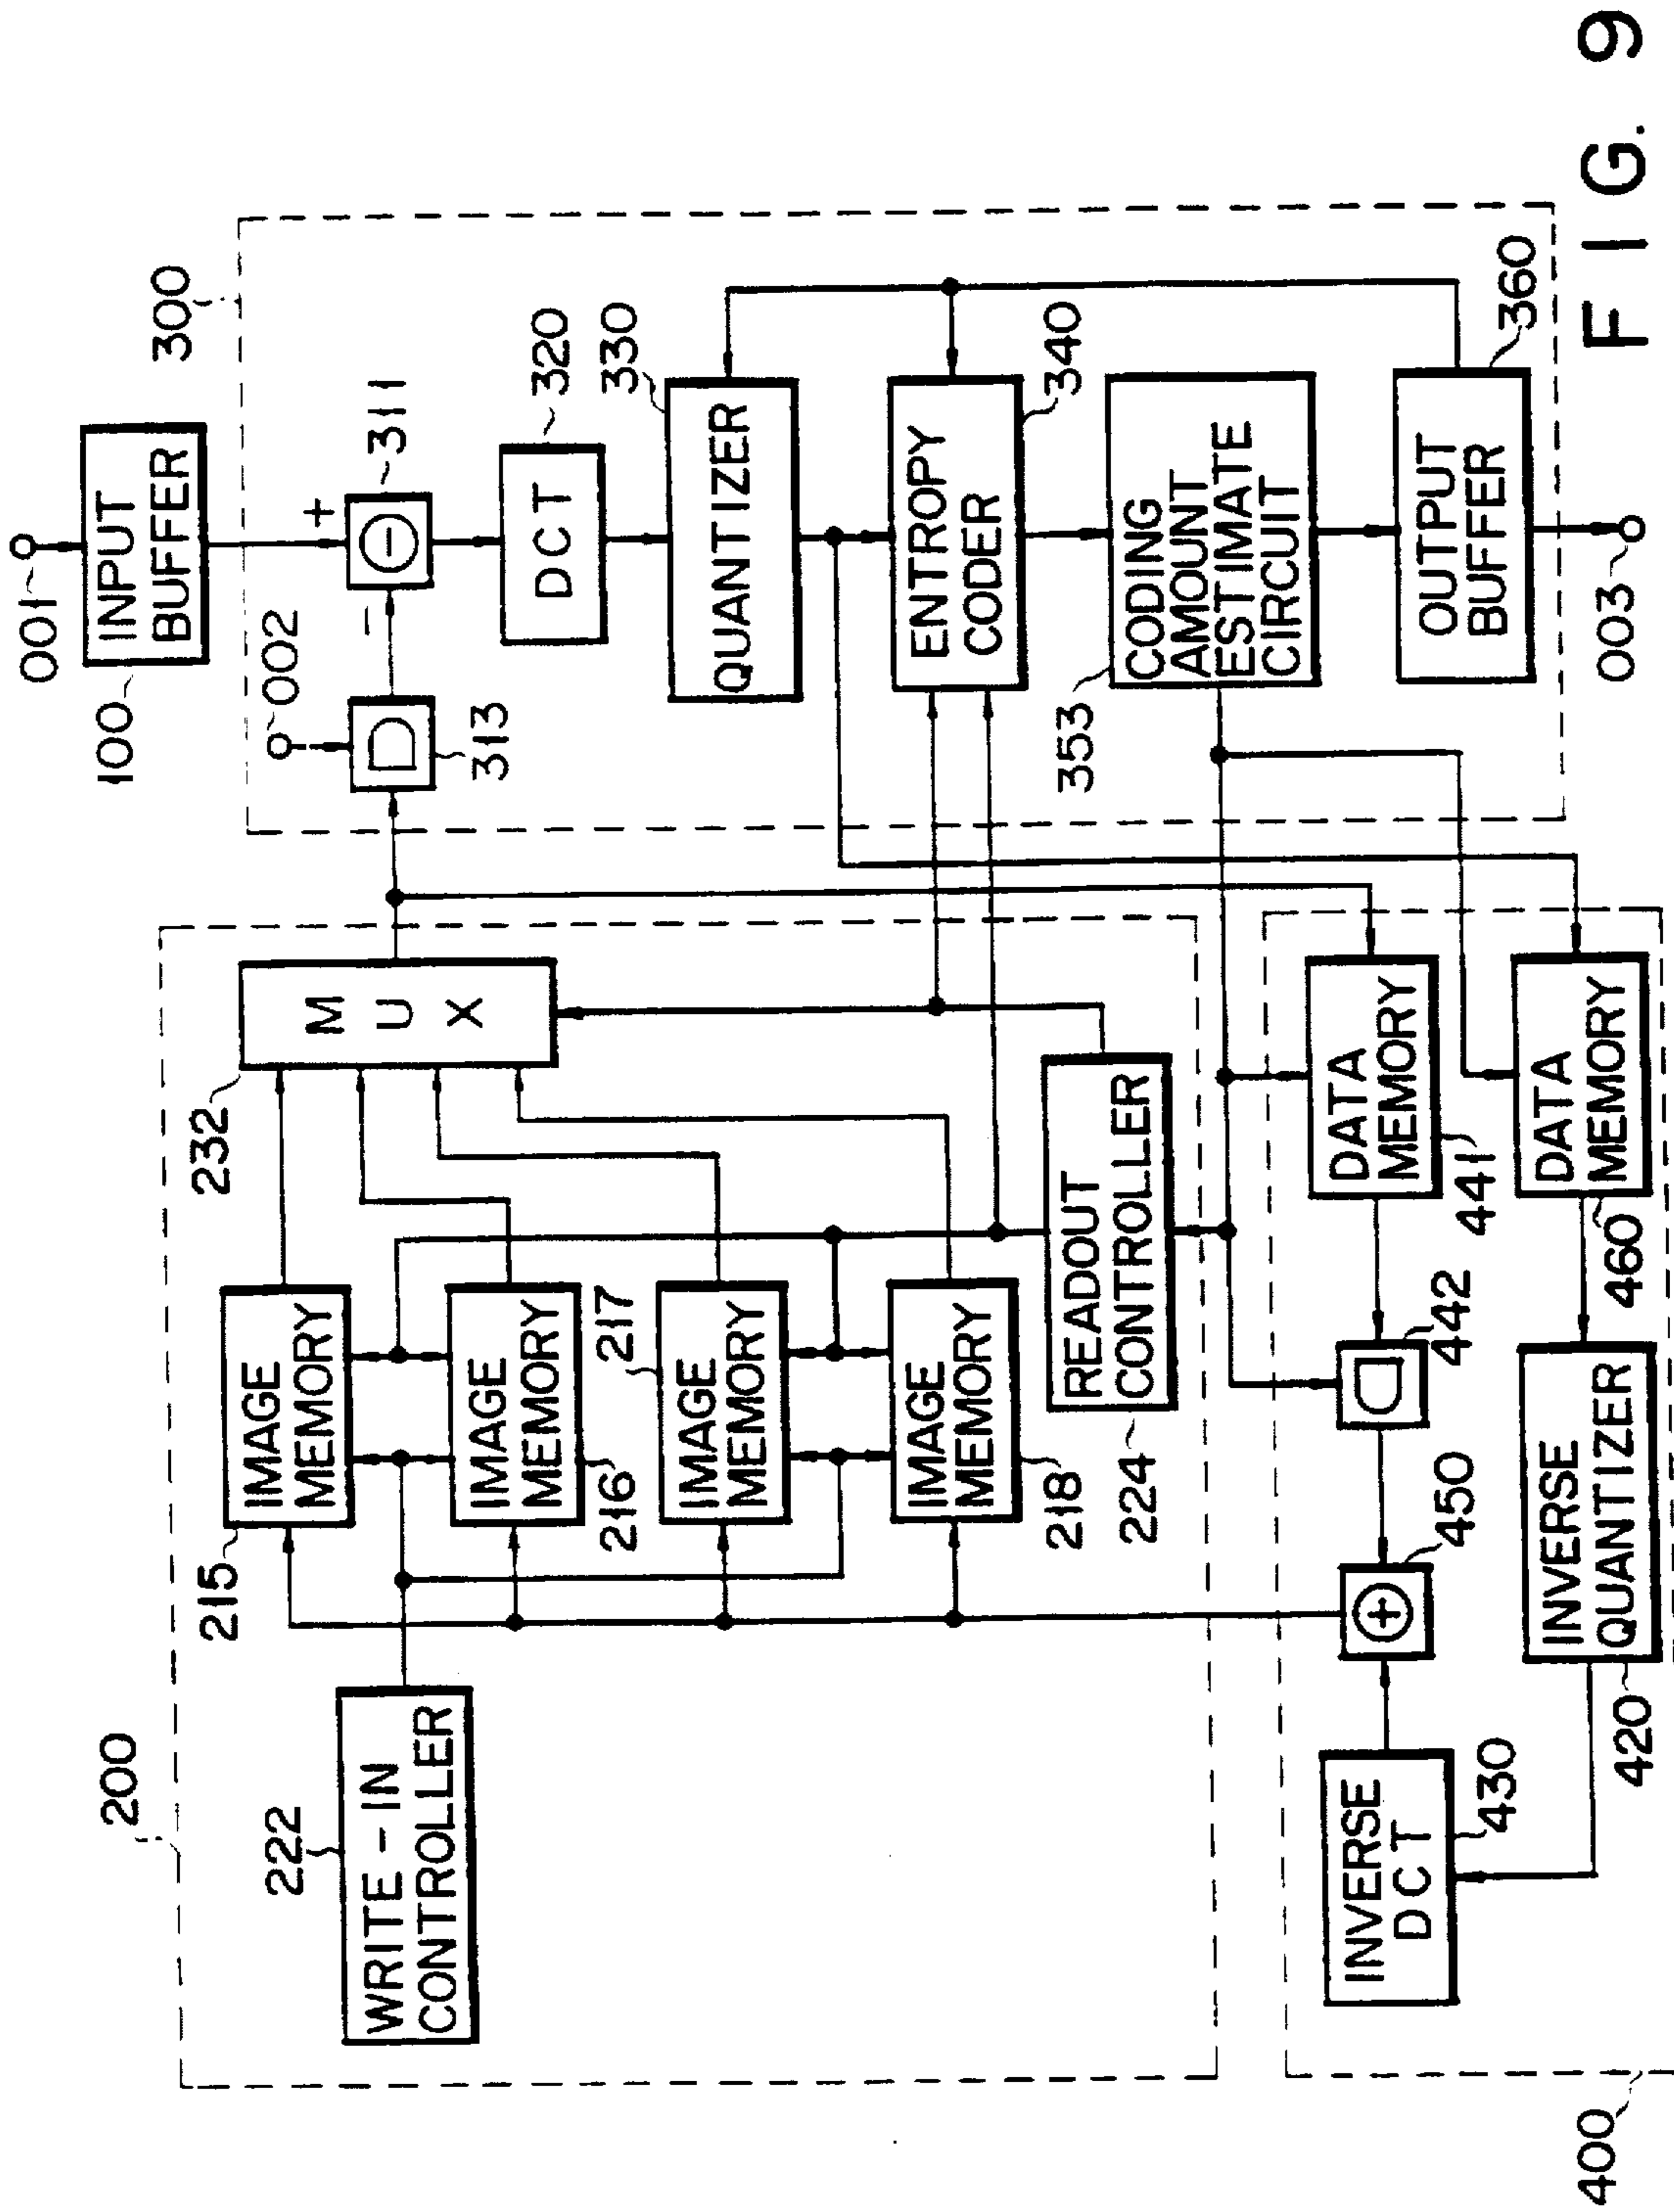 001
100
INPUT
BUFFER
002
300
+
−
311
313
DCT
320
QUANTIZER
330
ENTROPY
CODER
340
CODING
AMOUNT
ESTIMATE
CIRCUIT
353
OUTPUT
BUFFER
360
003
200
222
WRITE-IN
CONTROLLER
215
IMAGE
MEMORY
IMAGE
MEMORY
216
217
IMAGE
MEMORY
IMAGE
MEMORY
218
232
MUX
224
READOUT
CONTROLLER
400
DATA
MEMORY
441
442
450
+
INVERSE
DCT
430
DATA
MEMORY
460
INVERSE
QUANTIZER
420
FIG. 9